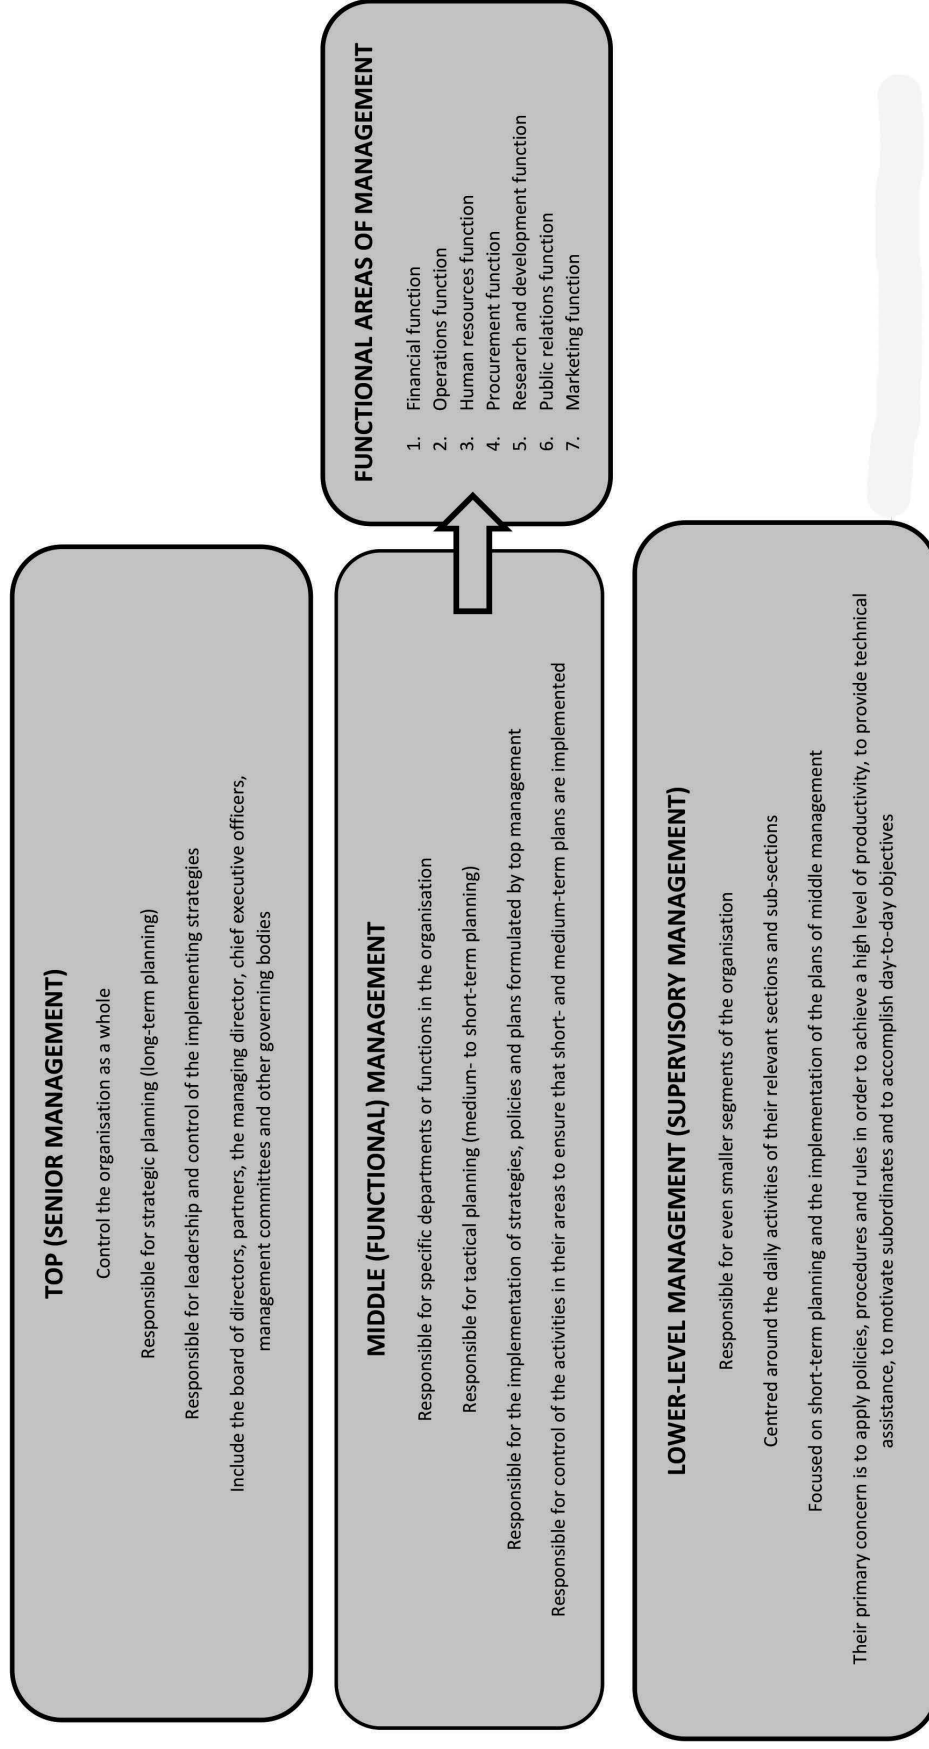 TOP (SENIOR MANAGEMENT)
Control the organisation as a whole
Responsible for strategic planning (long-term planning)
Responsible for leadership and control of the implementing strategies
Include the board of directors, partners, the managing director, chief executive officers,
management committees and other governing bodies
MIDDLE (FUNCTIONAL) MANAGEMENT
Responsible for specific departments or functions in the organisation
Responsible for tactical planning (medium- to short-term planning)
Responsible for the implementation of strategies, policies and plans formulated by top management
Responsible for control of the activities in their areas to ensure that short- and medium-term plans are implemented
FUNCTIONAL AREAS OF MANAGEMENT
1. Financial function
2. Operations function
3. Human resources function
4. Procurement function
5. Research and development function
6. Public relations function
7. Marketing function
LOWER-LEVEL MANAGEMENT (SUPERVISORY MANAGEMENT)
Responsible for even smaller segments of the organisation
Centred around the daily activities of their relevant sections and sub-sections
Focused on short-term planning and the implementation of the plans of middle management
Their primary concern is to apply policies, procedures and rules in order to achieve a high level of productivity, to provide technical
assistance, to motivate subordinates and to accomplish day-to-day objectives